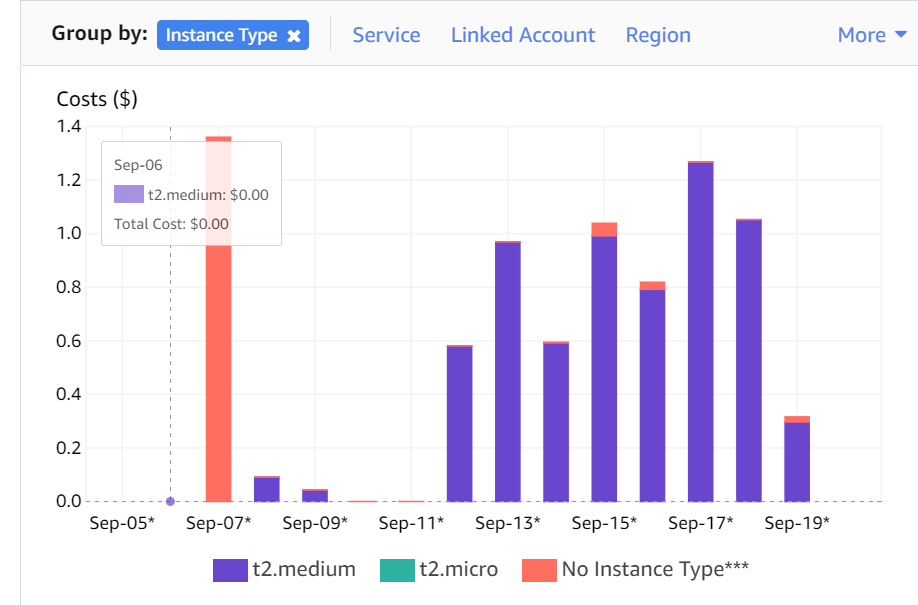 Group by: Instance Type ✖ Service Linked Account Region More
Costs ($)
1.4
Sep-06
t2.medium: $0.00
Total Cost: $0.00
1.2
1.0
0.8
0.6
0.4
0.2
0.0
Sep-05* Sep-07* Sep-09* Sep-11* Sep-13* Sep-15* Sep-17* Sep-19*
t2.medium t2.micro No Instance Type***